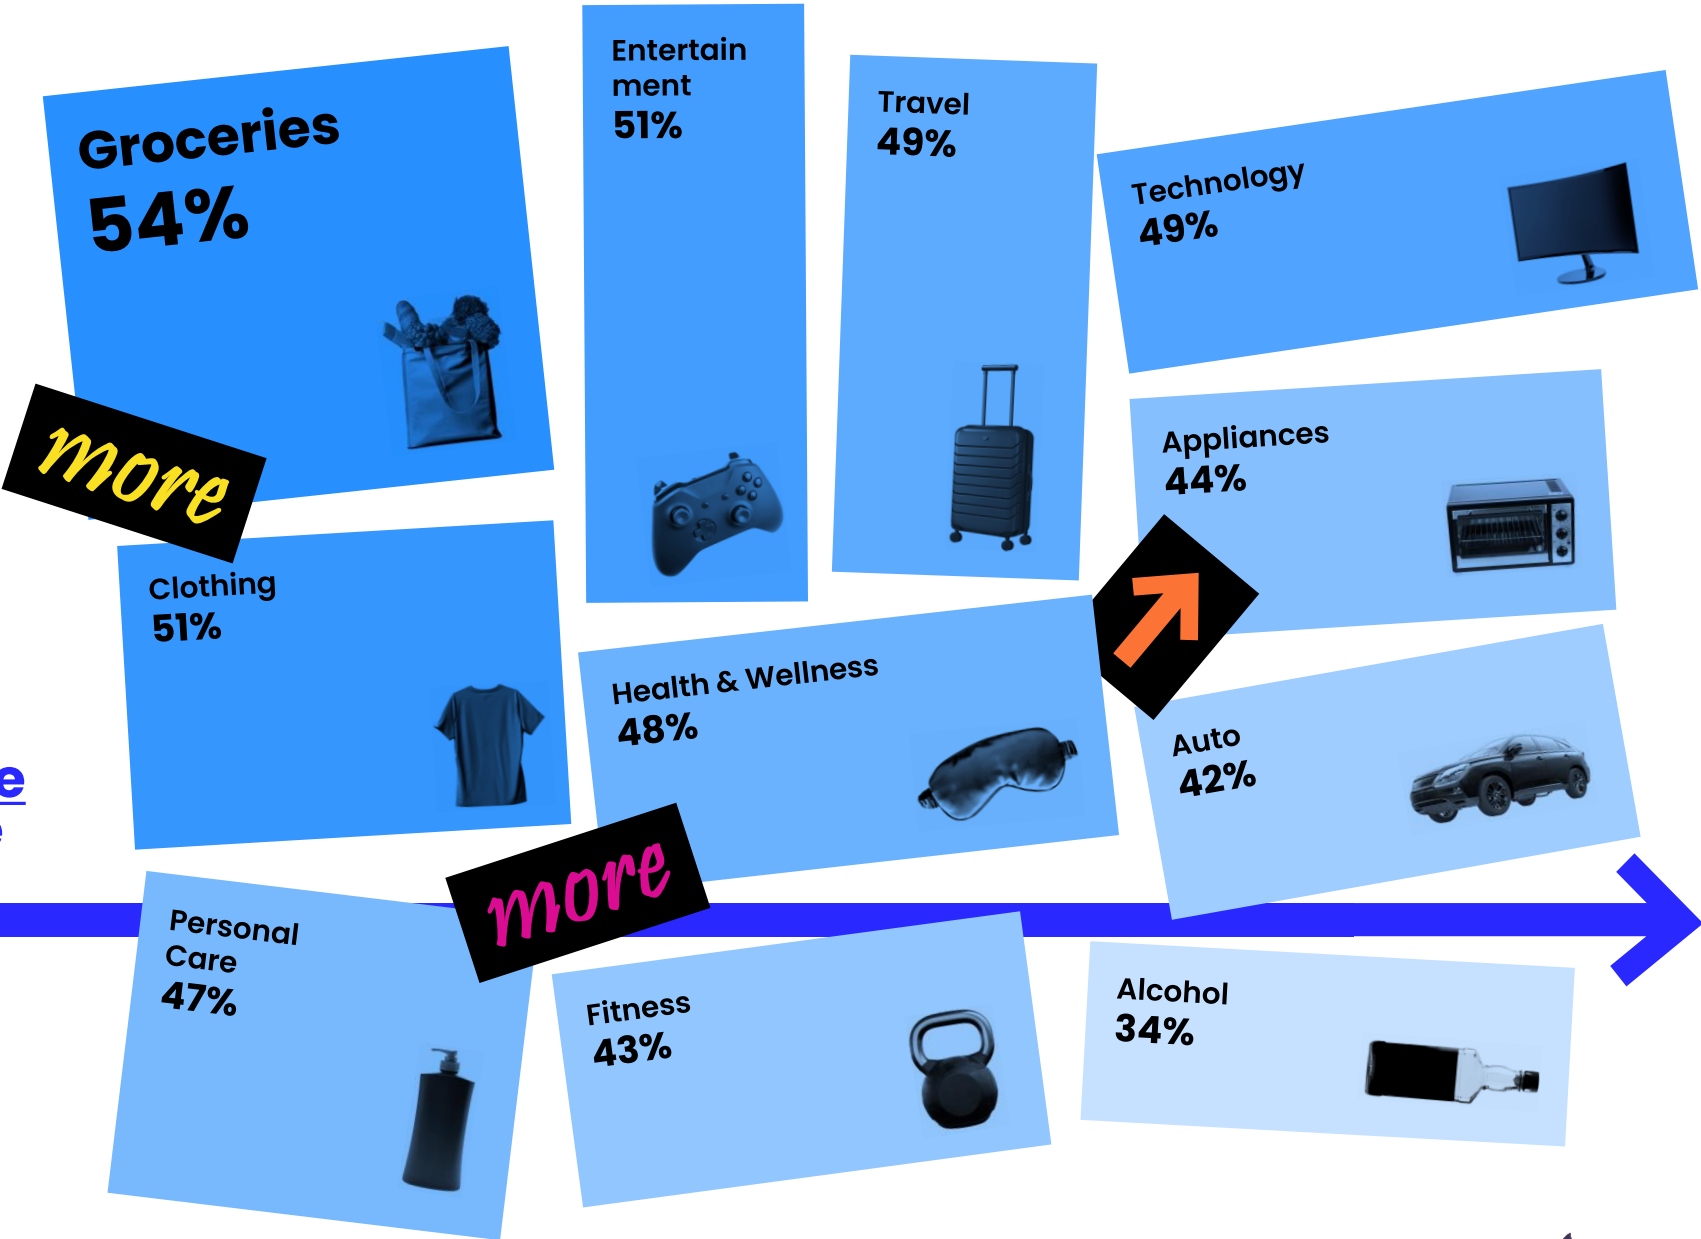 Groceries
54%
Entertain
ment
51%
Travel
49%
Technology
49%
more
Clothing
51%
Appliances
44%
Health & Wellness
48%
Auto
42%
more
Personal
Care
47%
Fitness
43%
Alcohol
34%